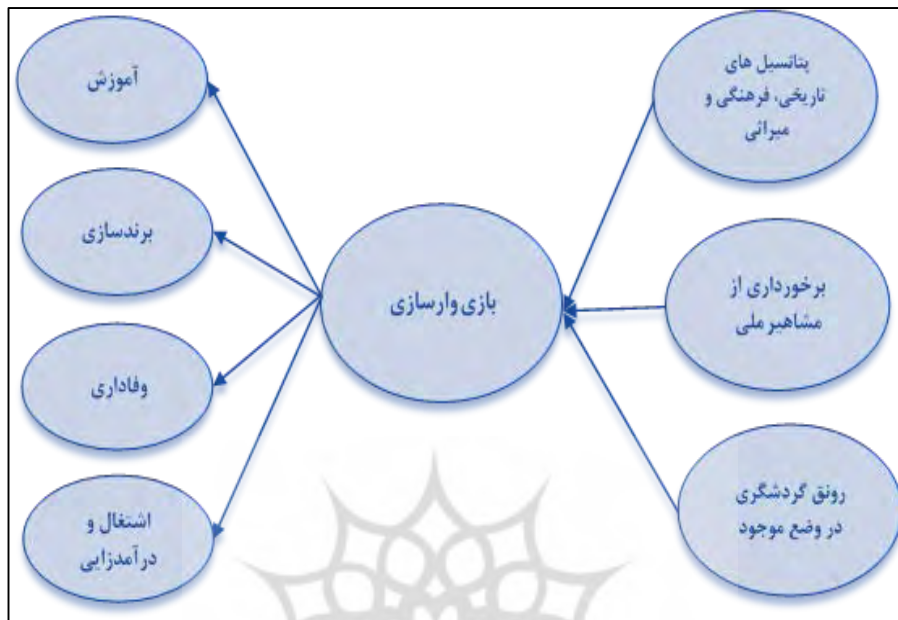 پتانسیل های
تاریخی، فرهنگی و
میراثی
برخورداری از
مشاهیر ملی
رونق گردشگری
در وضع موجود
بازی وارسازی
آموزش
برندسازی
وفاداری
اشتغال و
درآمدزایی